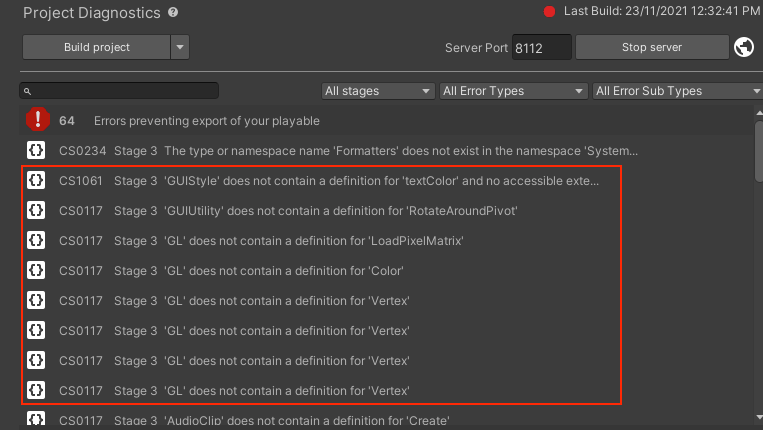 Project Diagnostics ?
Last Build: 23/11/2021 12:32:41 PM
Build project
Server Port 8112 Stop server
All stages All Error Types All Error Sub Types
! 64 Errors preventing export of your playable
{} CS0234 Stage 3 The type or namespace name 'Formatters' does not exist in the namespace 'System...
{} CS1061 Stage 3 'GUIStyle' does not contain a definition for 'textColor' and no accessible exte...
{} CS0117 Stage 3 'GUIUtility' does not contain a definition for 'RotateAroundPivot'
{} CS0117 Stage 3 'GL' does not contain a definition for 'LoadPixelMatrix'
{} CS0117 Stage 3 'GL' does not contain a definition for 'Color'
{} CS0117 Stage 3 'GL' does not contain a definition for 'Vertex'
{} CS0117 Stage 3 'GL' does not contain a definition for 'Vertex'
{} CS0117 Stage 3 'GL' does not contain a definition for 'Vertex'
{} CS0117 Stage 3 'GL' does not contain a definition for 'Vertex'
{} CS0117 Stage 3 'AudioClip' does not contain a definition for 'Create'